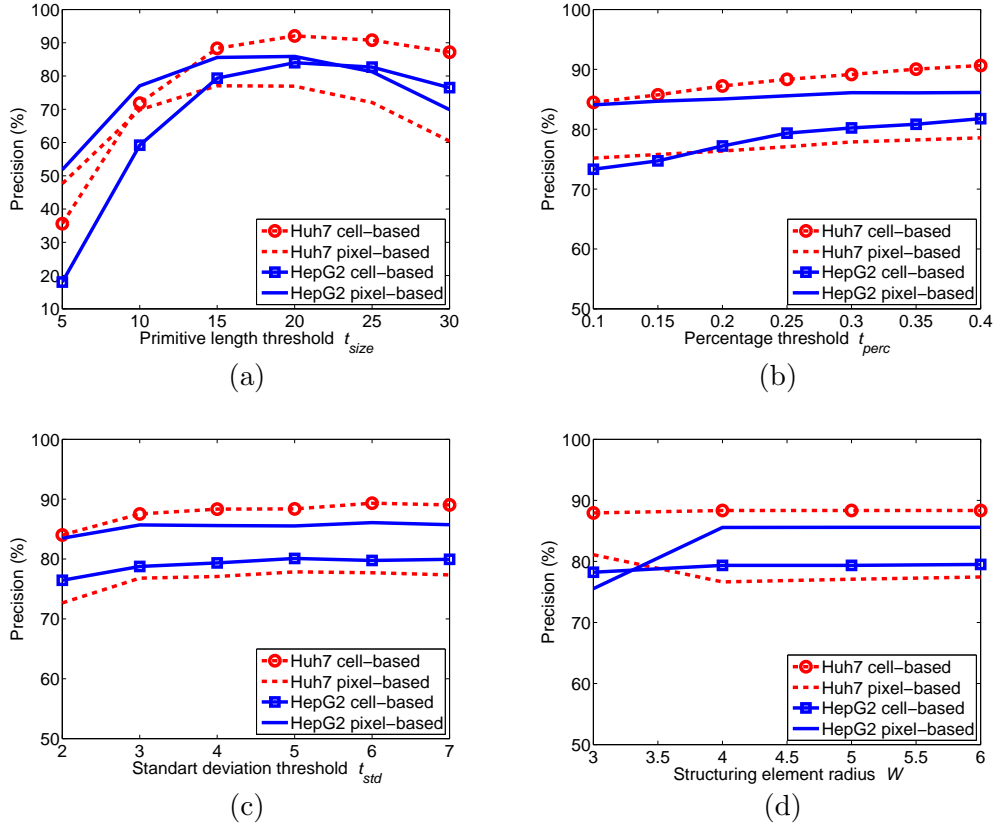 100
90
80
70
60
50
40
30
20
10
Precision (%)
Huh7 cell−based
Huh7 pixel−based
HepG2 cell−based
HepG2 pixel−based
5 10 15 20 25 30
Primitive length threshold t_size
(a)
100
90
80
70
60
50
Precision (%)
Huh7 cell−based
Huh7 pixel−based
HepG2 cell−based
HepG2 pixel−based
0.1 0.15 0.2 0.25 0.3 0.35 0.4
Percentage threshold t_perc
(b)
100
90
80
70
60
50
Precision (%)
Huh7 cell−based
Huh7 pixel−based
HepG2 cell−based
HepG2 pixel−based
2 3 4 5 6 7
Standart deviation threshold t_std
(c)
100
90
80
70
60
50
Precision (%)
Huh7 cell−based
Huh7 pixel−based
HepG2 cell−based
HepG2 pixel−based
3 3.5 4 4.5 5 5.5 6
Structuring element radius W
(d)